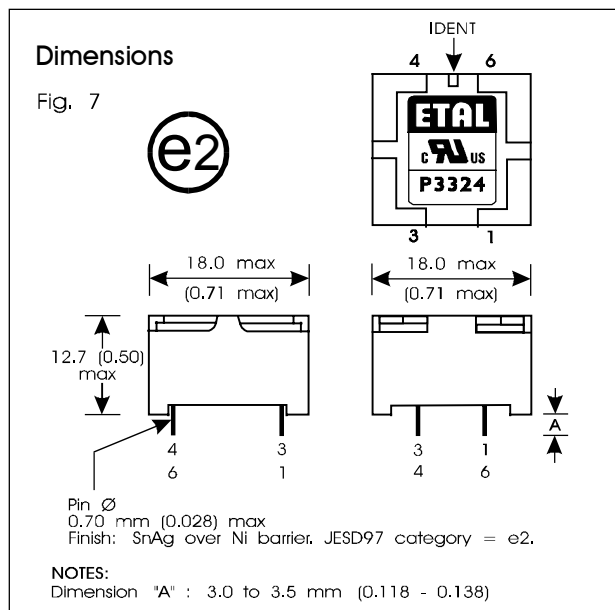 Dimensions
IDENT
4 6
Fig. 7
e2
ETAL
c RU US
P3324
3 1
18.0 max
(0.71 max)
18.0 max
(0.71 max)
12.7 (0.50)
max
A
4 3
6 1
3 1
4 6
Pin Ø
0.70 mm (0.028) max
Finish: SnAg over Ni barrier. JESD97 category = e2.
NOTES:
Dimension "A" : 3.0 to 3.5 mm (0.118 - 0.138)